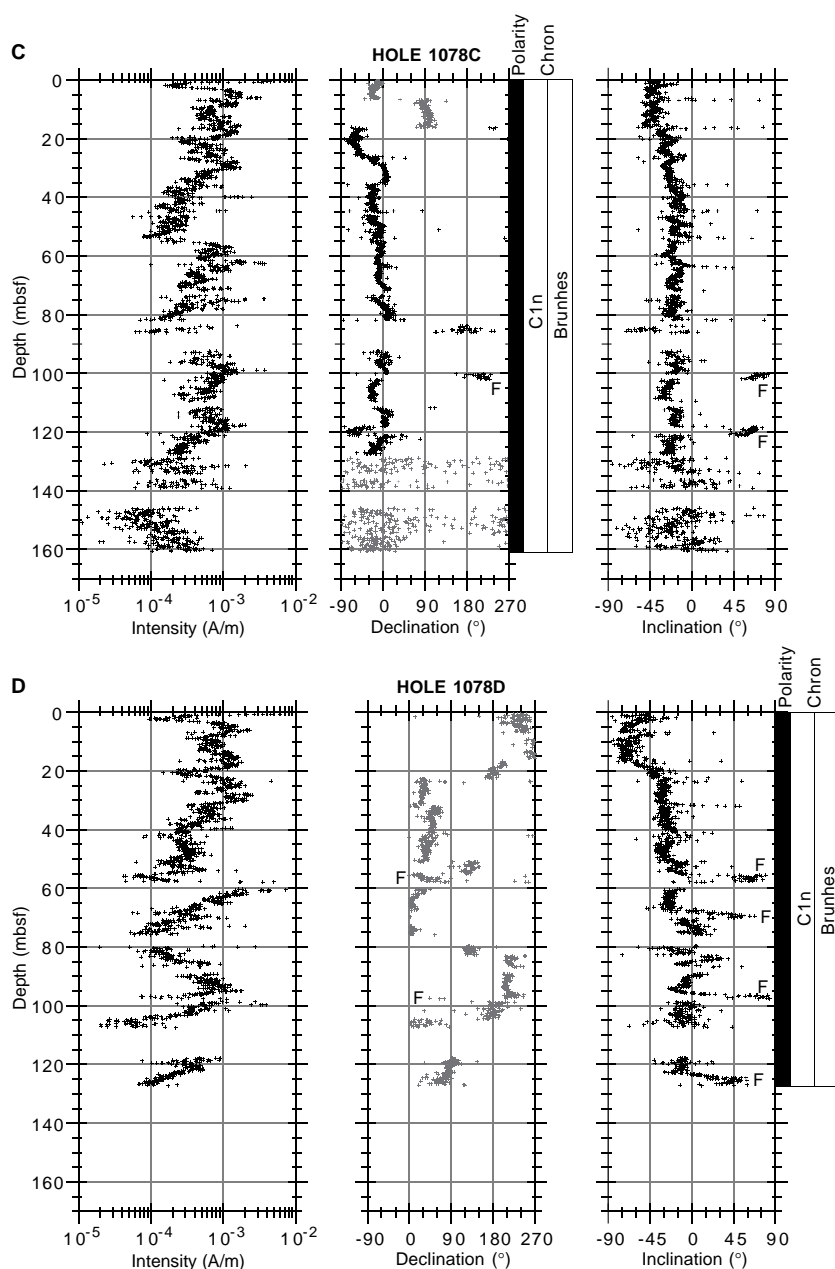 C
HOLE 1078C
Polarity
Chron
0
20
40
60
80
100
120
140
160
Depth (mbsf)
10-5 10-4 10-3 10-2
Intensity (A/m)
-90 0 90 180 270
Declination (°)
F
C1n
Brunhes
F
F
-90 -45 0 45 90
Inclination (°)
D
HOLE 1078D
Polarity
Chron
0
20
40
60
80
100
120
140
160
Depth (mbsf)
10-5 10-4 10-3 10-2
Intensity (A/m)
F
F
-90 0 90 180 270
Declination (°)
F
F
F
F
-90 -45 0 45 90
Inclination (°)
C1n
Brunhes